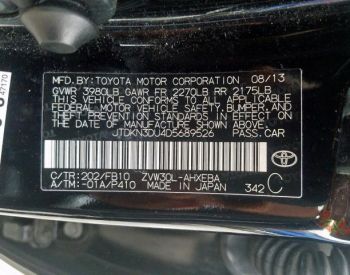 MFD.BY:TOYOTA MOTOR CORPORATION 08/13
GVWR 3980LB GAWR FR 2270LB RR 2175LB
THIS VEHICLE CONFORMS TO ALL APPLICABLE
FEDERAL MOTOR VEHICLE SAFETY, BUMPER, AND
THEFT PREVENTION STANDARDS IN EFFECT ON
THE DATE OF MANUFACTURE SHOWN ABOVE.
JTDKN3DU4D5689526 PASS.CAR
TOYOTA
C/TR:202/FB10 ZVW30L-AHXEBA
A/TM:-01A/P410 MADE IN JAPAN 342 C
47170